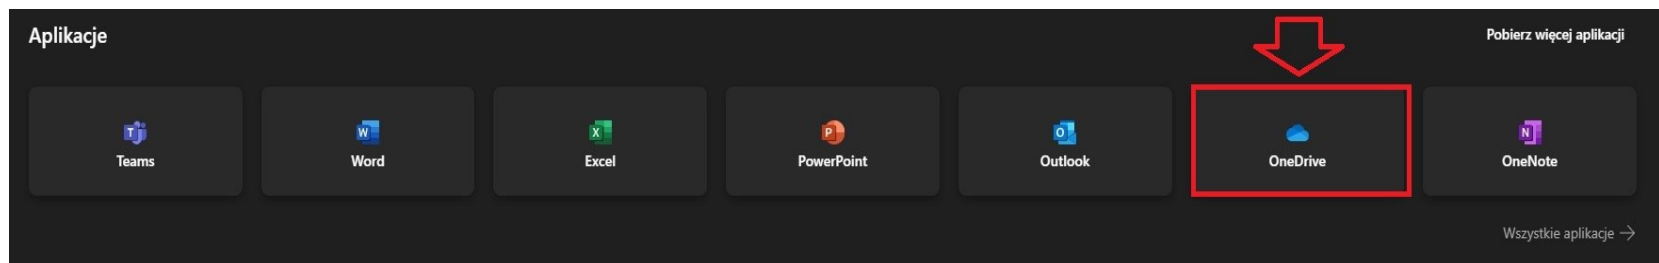 Aplikacje
Pobierz więcej aplikacji
T
Teams
W
Word
X
Excel
P
PowerPoint
O
Outlook
OneDrive
N
OneNote
Wszystkie aplikacje →